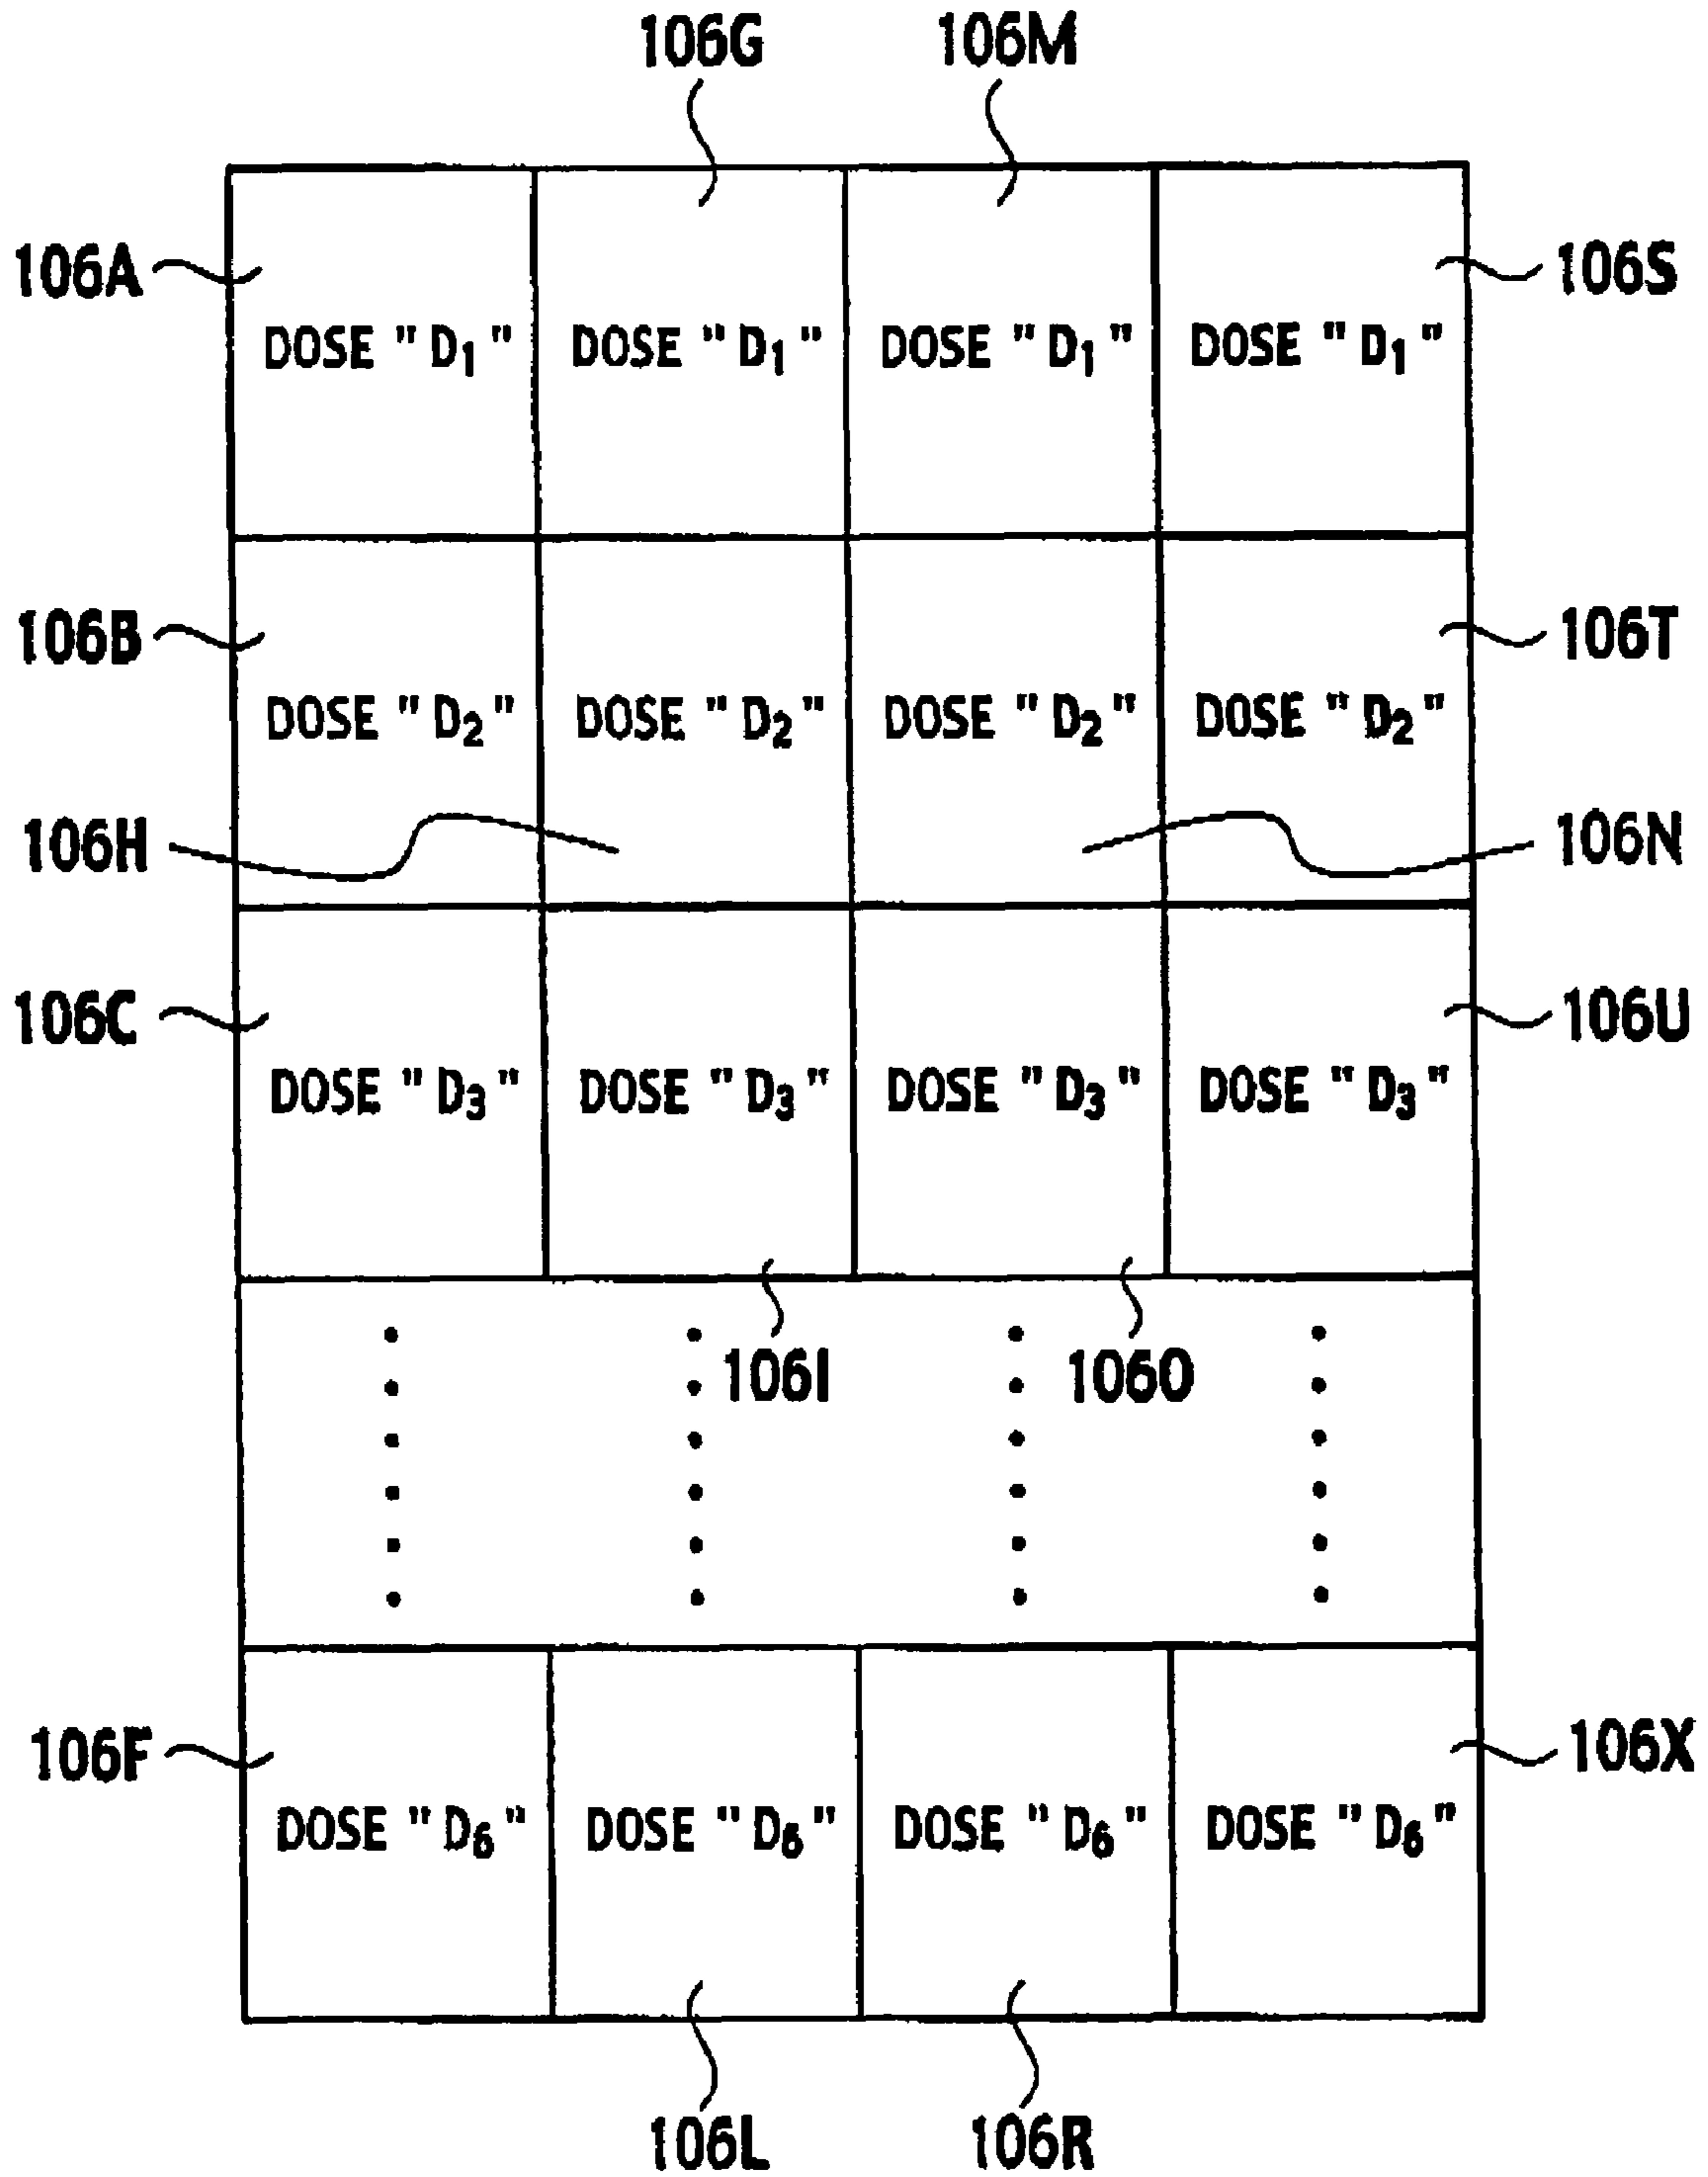 106G 106M
106A 106S
DOSE "D1" DOSE "D1" DOSE "D1" DOSE "D1"
106B 106T
DOSE "D2" DOSE "D2" DOSE "D2" DOSE "D2"
106H 106N
106C 106U
DOSE "D3" DOSE "D3" DOSE "D3" DOSE "D3"
106I 106O
106F 106X
DOSE "D6" DOSE "D6" DOSE "D6" DOSE "D6"
106L 106R